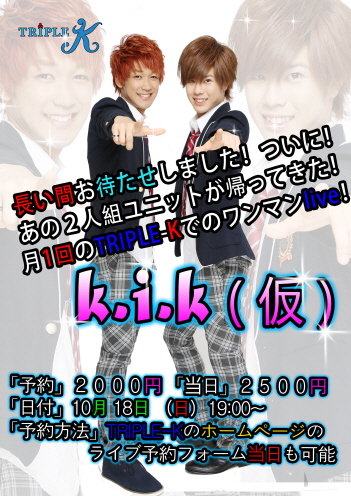 TRiPLE K
長い間お待たせしました！ついに！
あの２人組ユニットが帰ってきた！
月1回のTRIPLE-Kでのワンマンlive！
k.i.k（仮）
「予約」２０００円「当日」２５００円
「日付」10月18日（日）19:00〜
「予約方法」TRIPLE-Kのホームページの
ライブ予約フォーム当日も可能